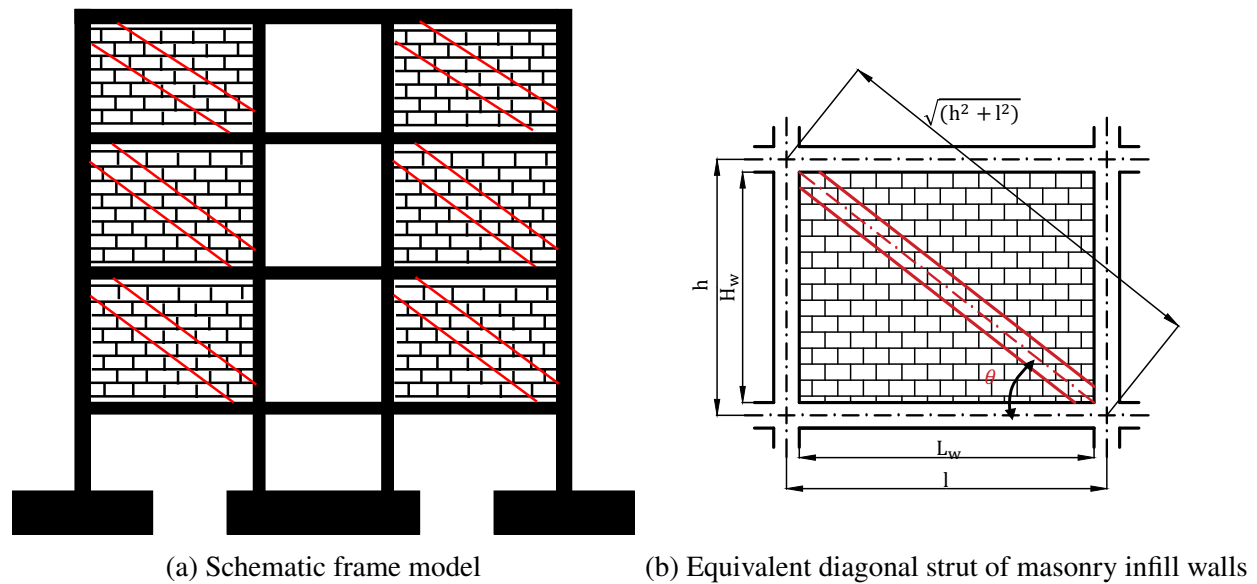 √(h² + l²)
h
H_w
θ
L_w
l
(a) Schematic frame model
(b) Equivalent diagonal strut of masonry infill walls